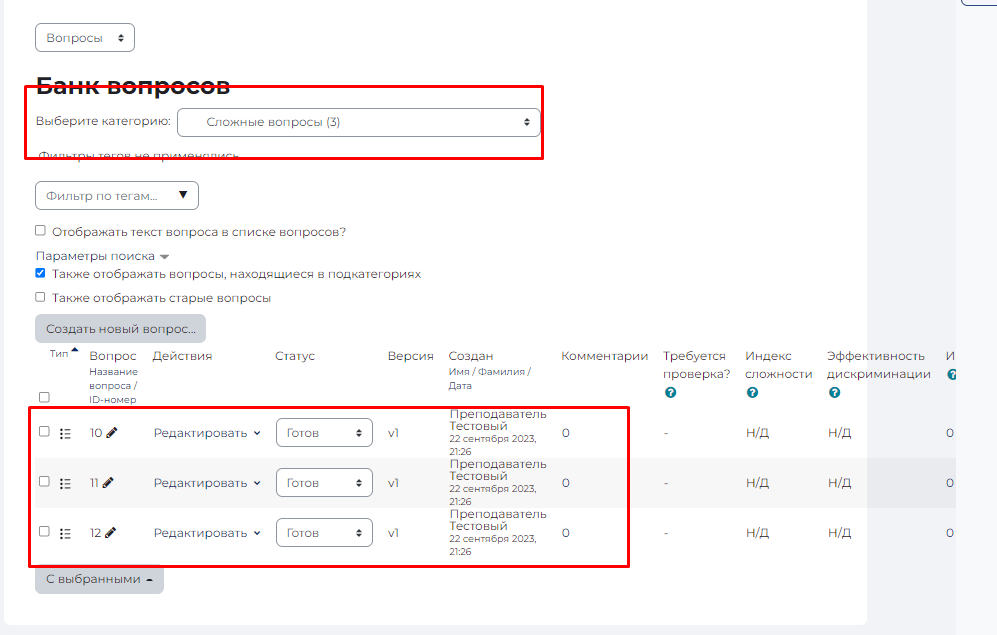 Вопросы
Банк вопросов
Выберите категорию: Сложные вопросы (3)
Фильтры тегов не применялись
Фильтр по тегам... ▼
Отображать текст вопроса в списке вопросов?
Параметры поиска
Также отображать вопросы, находящиеся в подкатегориях
Также отображать старые вопросы
Создать новый вопрос...
Тип Вопрос Действия Статус Версия Создан Комментарии Требуется Индекс Эффективность И
Название Имя / Фамилия / проверка? сложности дискриминации ?
вопроса / Дата ? ? ?
ID-номер
Преподаватель
10 Редактировать Готов v1 Тестовый 0 - Н/Д Н/Д 0
22 сентября 2023,
21:26
Преподаватель
11 Редактировать Готов v1 Тестовый 0 - Н/Д Н/Д 0
22 сентября 2023,
21:26
Преподаватель
12 Редактировать Готов v1 Тестовый 0 - Н/Д Н/Д 0
22 сентября 2023,
21:26
С выбранными